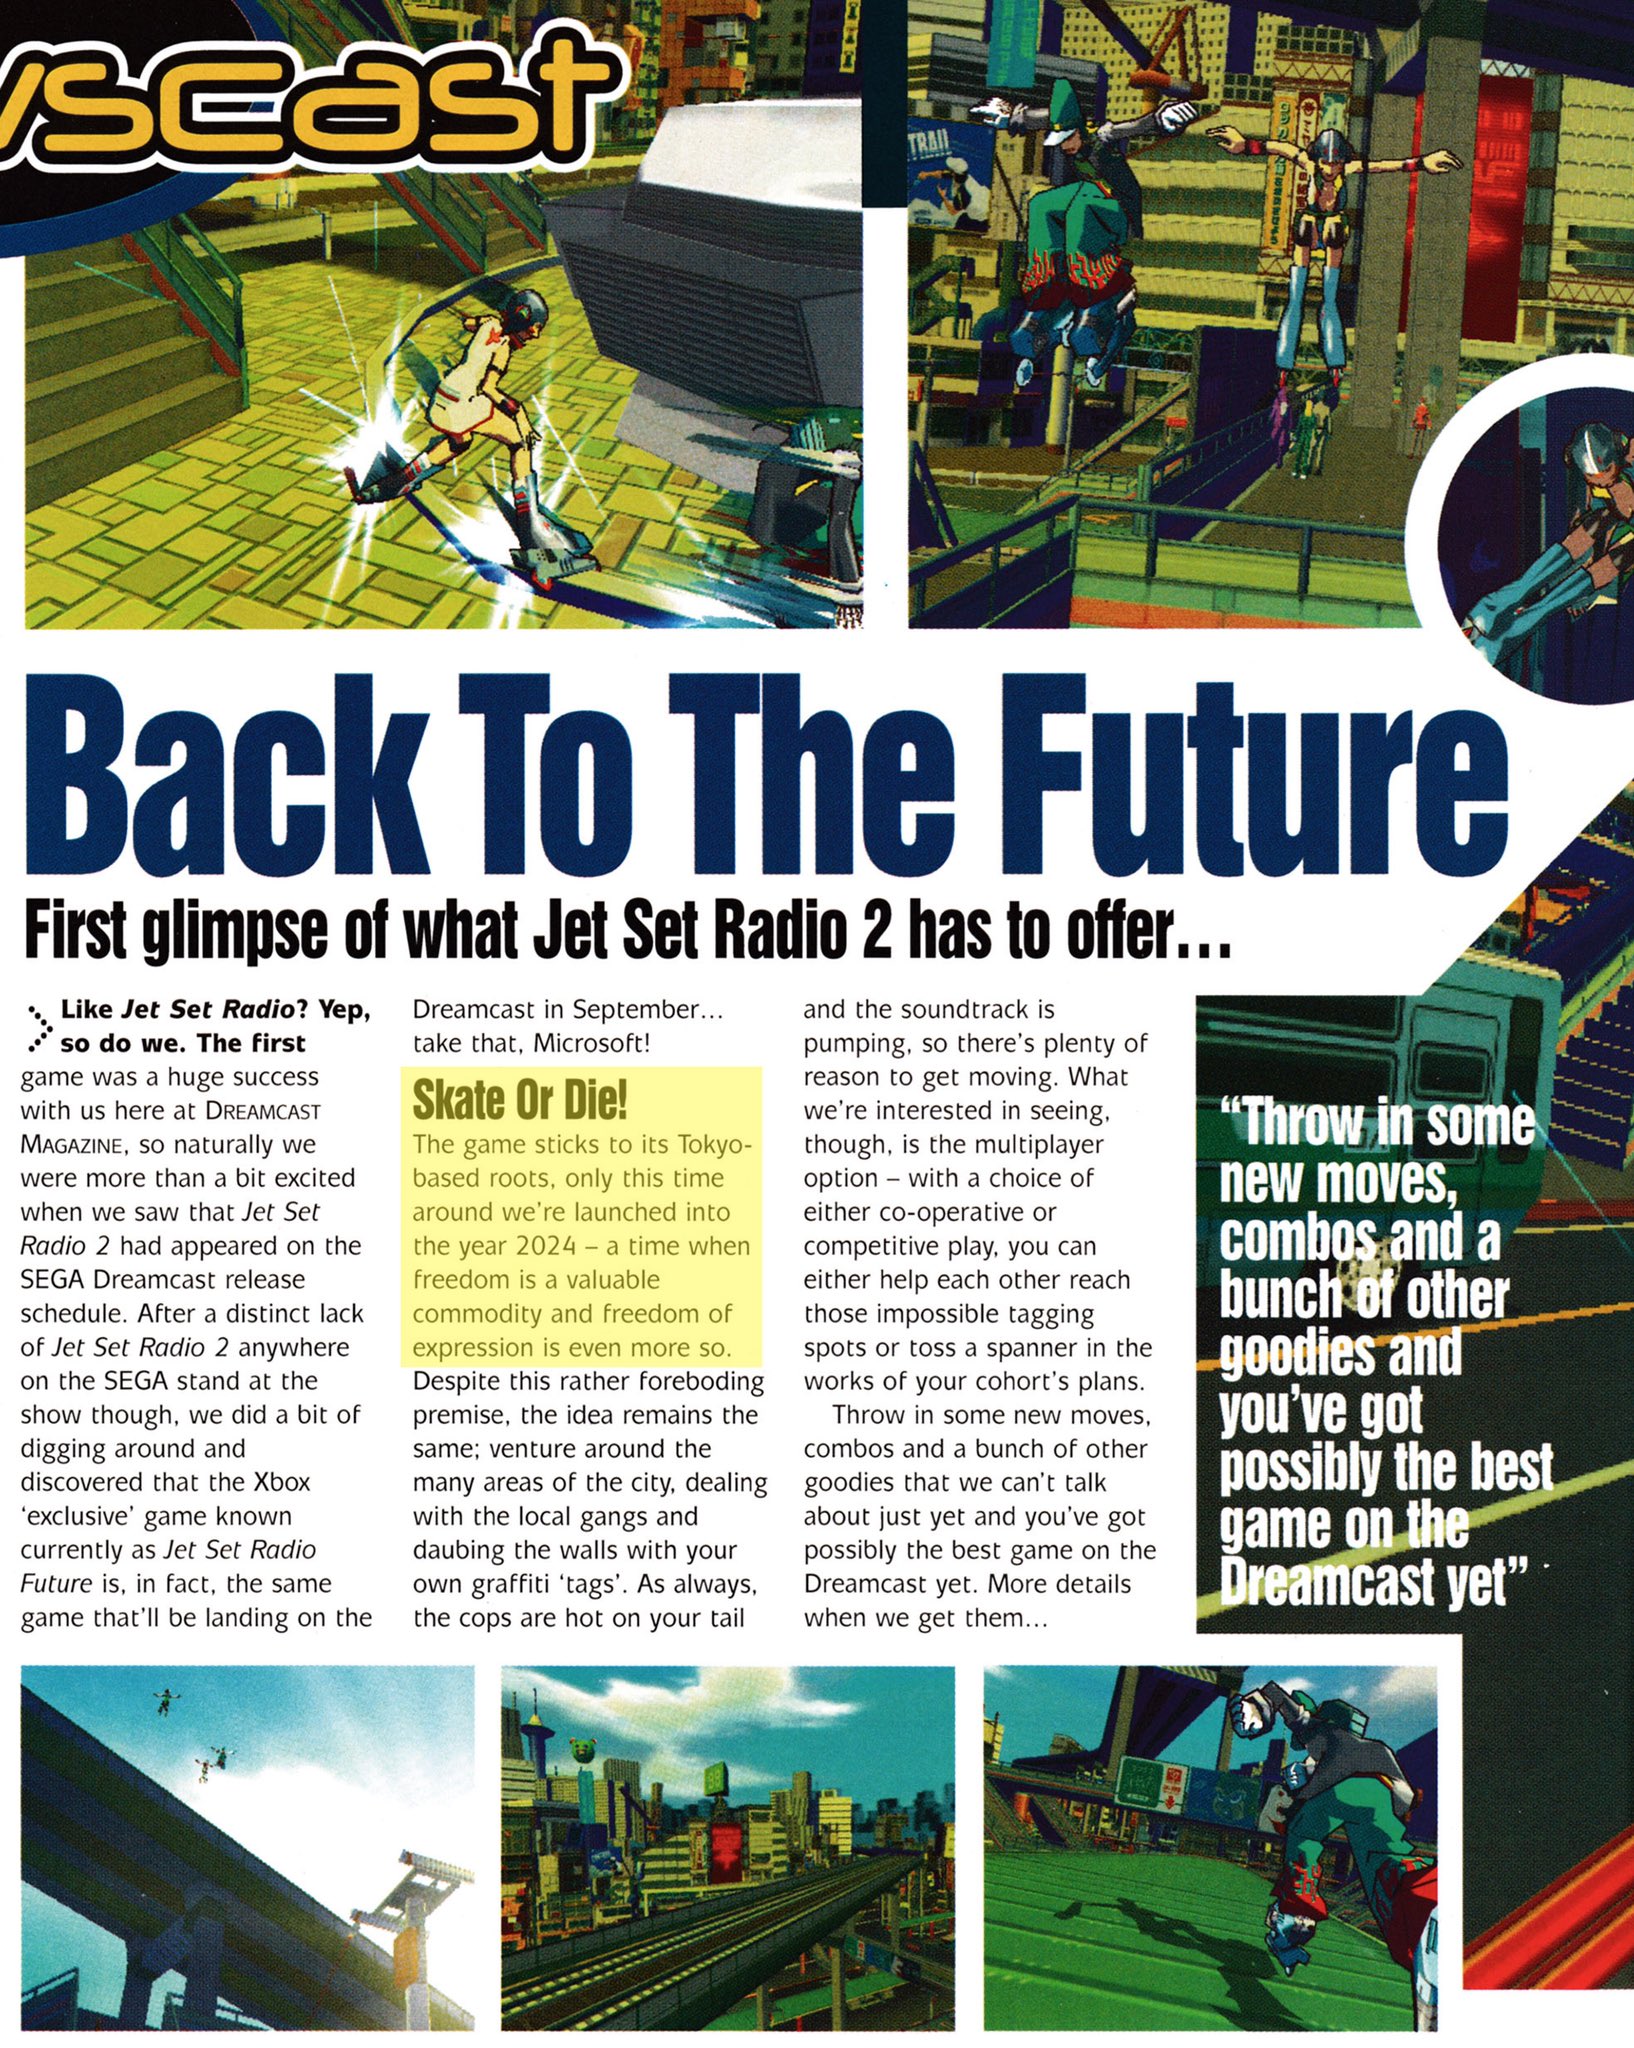 wscast
TRAII
Back To The Future
First glimpse of what Jet Set Radio 2 has to offer...
Like Jet Set Radio? Yep,
so do we. The first
game was a huge success
with us here at DREAMCAST
MAGAZINE, so naturally we
were more than a bit excited
when we saw that Jet Set
Radio 2 had appeared on the
SEGA Dreamcast release
schedule. After a distinct lack
of Jet Set Radio 2 anywhere
on the SEGA stand at the
show though, we did a bit of
digging around and
discovered that the Xbox
‘exclusive’ game known
currently as Jet Set Radio
Future is, in fact, the same
game that’ll be landing on the
Dreamcast in September...
take that, Microsoft!
Skate Or Die!
The game sticks to its Tokyo-
based roots, only this time
around we’re launched into
the year 2024 – a time when
freedom is a valuable
commodity and freedom of
expression is even more so.
Despite this rather foreboding
premise, the idea remains the
same; venture around the
many areas of the city, dealing
with the local gangs and
daubing the walls with your
own graffiti ‘tags’. As always,
the cops are hot on your tail
and the soundtrack is
pumping, so there’s plenty of
reason to get moving. What
we’re interested in seeing,
though, is the multiplayer
option – with a choice of
either co-operative or
competitive play, you can
either help each other reach
those impossible tagging
spots or toss a spanner in the
works of your cohort’s plans.
Throw in some new moves,
combos and a bunch of other
goodies that we can’t talk
about just yet and you’ve got
possibly the best game on the
Dreamcast yet. More details
when we get them...
“Throw in some
new moves,
combos and a
bunch of other
goodies and
you’ve got
possibly the best
game on the
Dreamcast yet”